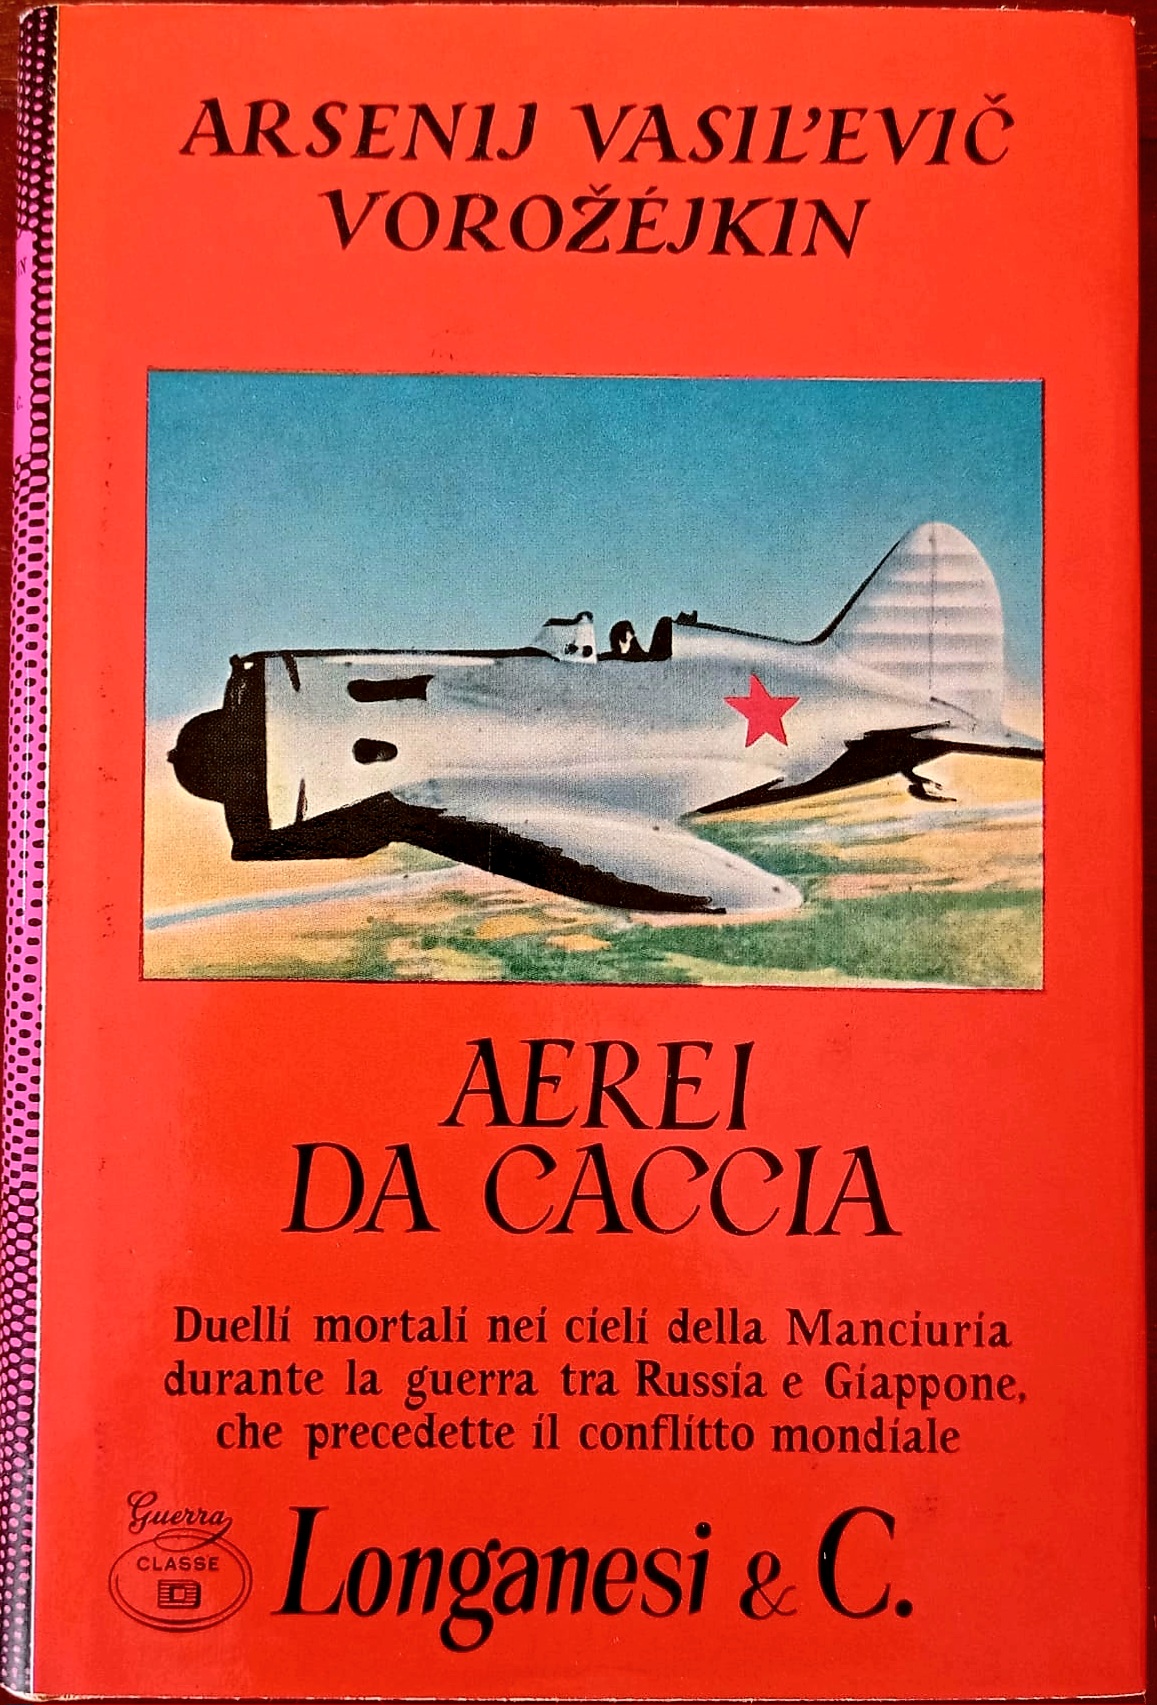 ARSENIJ VASIL'EVIČ
VOROŽÉJKIN
AEREI
DA CACCIA
Duelli mortali nei cieli della Manciuria
durante la guerra tra Russia e Giappone,
che precedette il conflitto mondiale
Guerra
CLASSE
D
Longanesi & C.